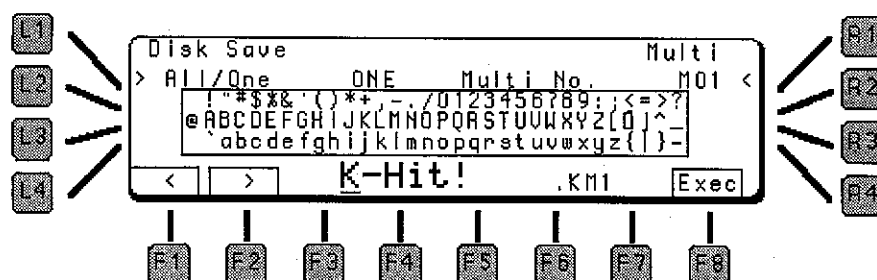 L1
L2
L3
L4
Disk Save Multi
> All/One ONE Multi No. M01 <
!"#$%&'()*+,-./0123456789:;<=>?
@ABCDEFGHIJKLMNOPQRSTUVWXYZ[]^_
`abcdefghijklmnopqrstuvwxyz{|}-
< > K-Hit! .KM1 Exec
R1
R2
R3
R4
F1 F2 F3 F4 F5 F6 F7 F8